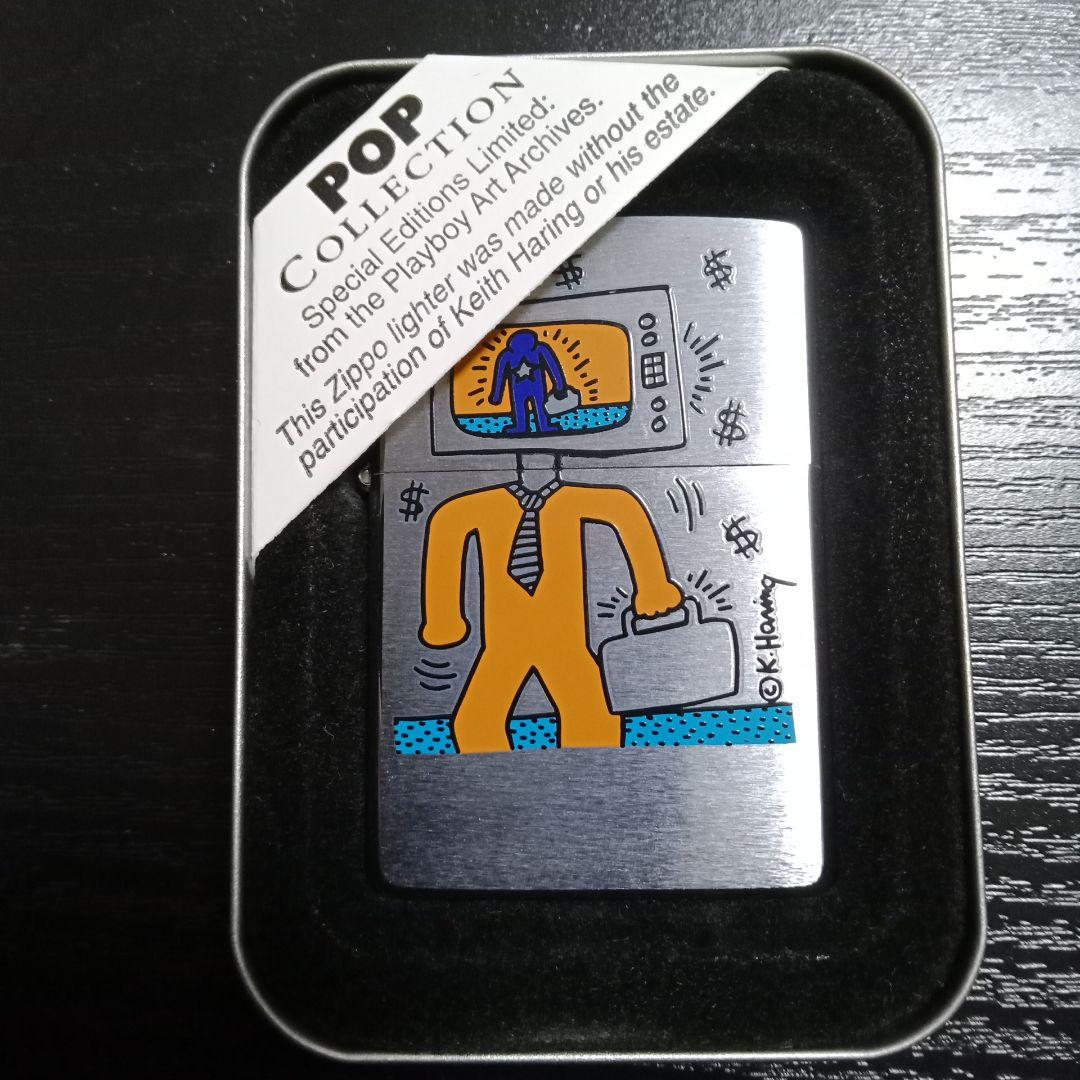 POP
COLLECTION
Special Editions Limited:
from the Playboy Art Archives.
This Zippo lighter was made without the
participation of Keith Haring or his estate.
$
$
$
$
$
©K.Haring